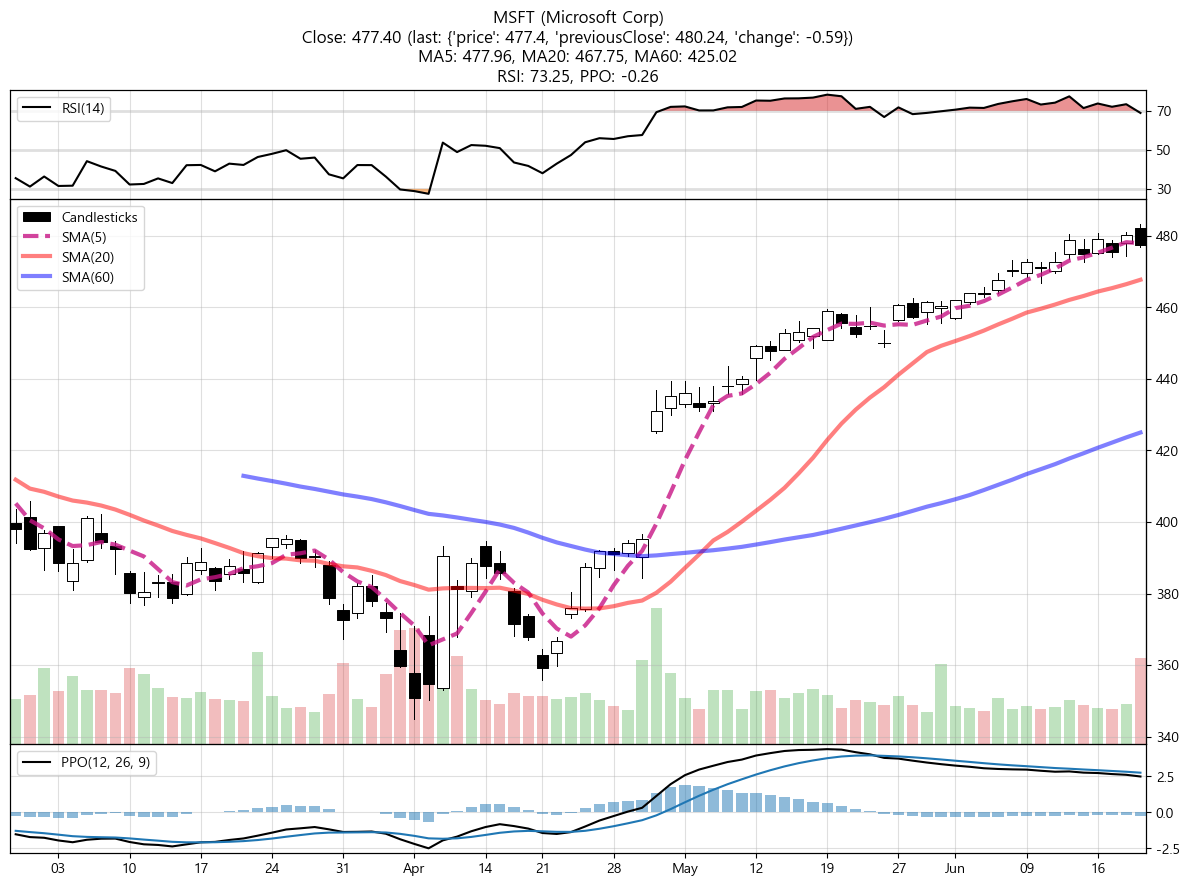 MSFT (Microsoft Corp)
Close: 477.40 (last: {'price': 477.4, 'previousClose': 480.24, 'change': -0.59})
MA5: 477.96, MA20: 467.75, MA60: 425.02
RSI: 73.25, PPO: -0.26
RSI(14)
70
50
30
Candlesticks
SMA(5)
SMA(20)
SMA(60)
480
460
440
420
400
380
360
340
PPO(12, 26, 9)
2.5
0.0
-2.5
03 10 17 24 31 Apr 14 21 28 May 12 19 27 Jun 09 16